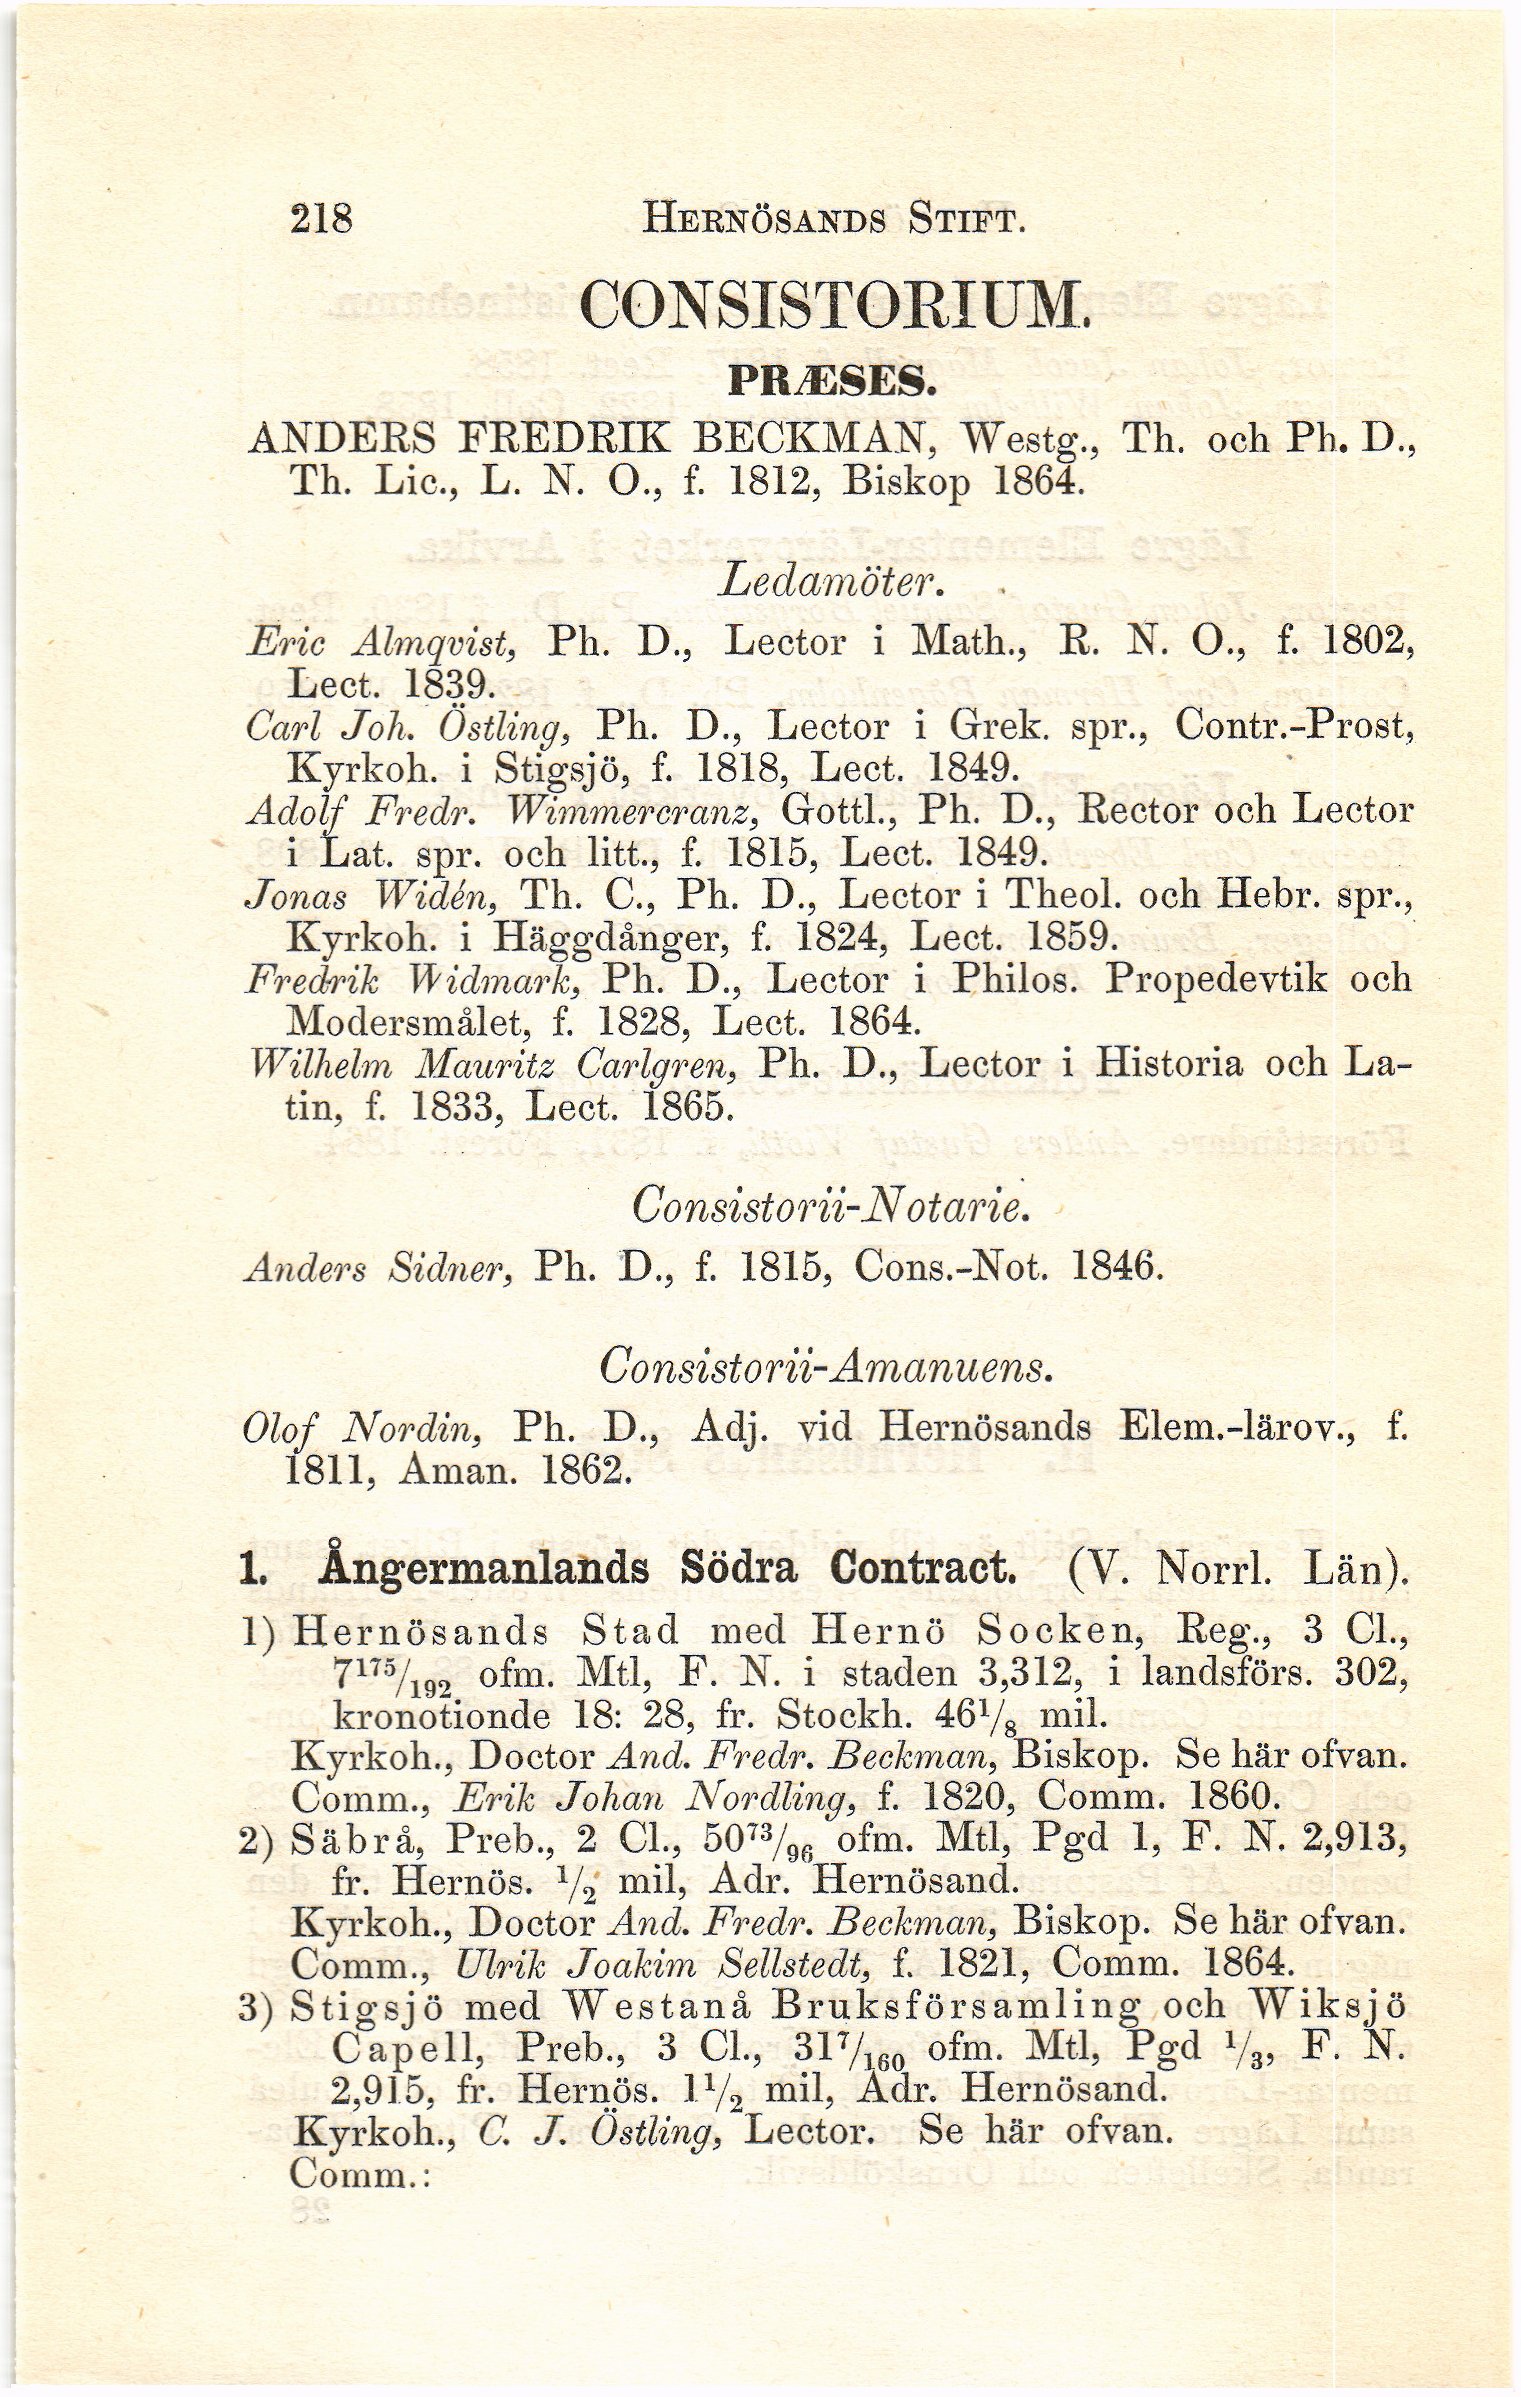 218 HERNÖSANDS STIFT.
CONSISTORIUM.
PRÆSES.
ANDERS FREDRIK BECKMAN, Westg., Th. och Ph. D.,
Th. Lic., L. N. O., f. 1812, Biskop 1864.
Ledamöter.
Eric Almqvist, Ph. D., Lector i Math., R. N. O., f. 1802,
Lect. 1839.
Carl Joh. Östling, Ph. D., Lector i Grek. spr., Contr.-Prost,
Kyrkoh. i Stigsjö, f. 1818, Lect. 1849.
Adolf Fredr. Wimmercranz, Gottl., Ph. D., Rector och Lector
i Lat. spr. och litt., f. 1815, Lect. 1849.
Jonas Widén, Th. C., Ph. D., Lector i Theol. och Hebr. spr.,
Kyrkoh. i Häggdånger, f. 1824, Lect. 1859.
Fredrik Widmark, Ph. D., Lector i Philos. Propedevtik och
Modersmålet, f. 1828, Lect. 1864.
Wilhelm Mauritz Carlgren, Ph. D., Lector i Historia och La-
tin, f. 1833, Lect. 1865.
Consistorii-Notarie.
Anders Sidner, Ph. D., f. 1815, Cons.-Not. 1846.
Consistorii-Amanuens.
Olof Nordin, Ph. D., Adj. vid Hernösands Elem.-lärov., f.
1811, Aman. 1862.
1. Ångermanlands Södra Contract. (V. Norrl. Län).
1) Hernösands Stad med Hernö Socken, Reg., 3 Cl.,
7¹⁷⁵/₁₉₂ ofm. Mtl, F. N. i staden 3,312, i landsförs. 302,
kronotionde 18: 28, fr. Stockh. 46¹/₈ mil.
Kyrkoh., Doctor And. Fredr. Beckman, Biskop. Se här ofvan.
Comm., Erik Johan Nordling, f. 1820, Comm. 1860.
2) Säbrå, Preb., 2 Cl., 50⁷³/₉₆ ofm. Mtl, Pgd 1, F. N. 2,913,
fr. Hernös. ¹/₂ mil, Adr. Hernösand.
Kyrkoh., Doctor And. Fredr. Beckman, Biskop. Se här ofvan.
Comm., Ulrik Joakim Sellstedt, f. 1821, Comm. 1864.
3) Stigsjö med Westanå Bruksförsamling och Wiksjö
Capell, Preb., 3 Cl., 31⁷/₁₆₀ ofm. Mtl, Pgd ¹/₃, F. N.
2,915, fr. Hernös. 1¹/₂ mil, Adr. Hernösand.
Kyrkoh., C. J. Östling, Lector. Se här ofvan.
Comm.: